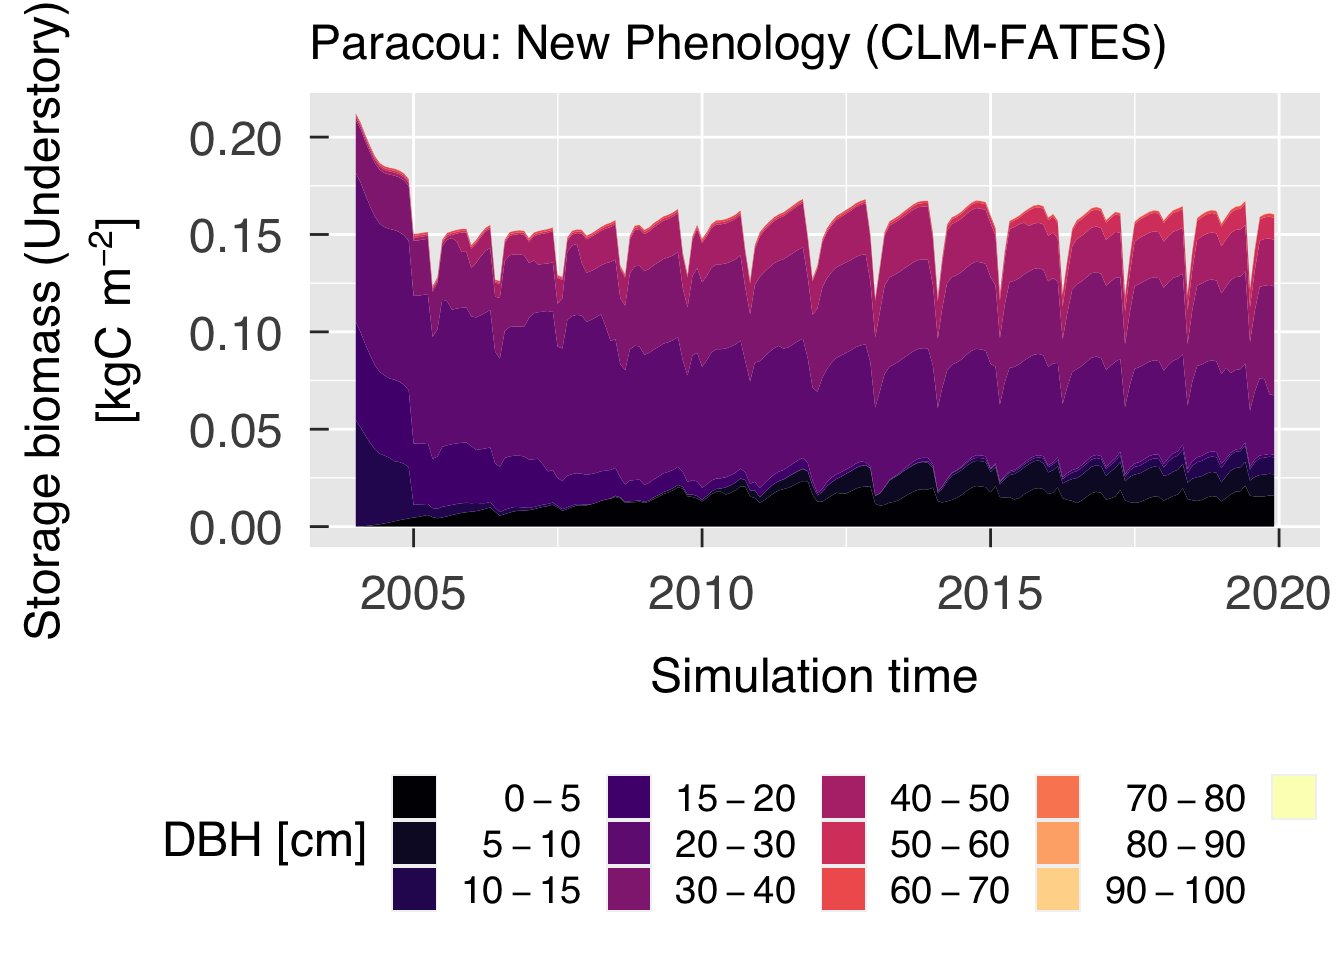 Paracou: New Phenology (CLM-FATES)
Storage biomass (Understory)
[kgC m⁻²]
0.20
0.15
0.10
0.05
0.00
2005 2010 2015 2020
Simulation time
DBH [cm]
0 – 5 15 – 20 40 – 50 70 – 80
5 – 10 20 – 30 50 – 60 80 – 90
10 – 15 30 – 40 60 – 70 90 – 100